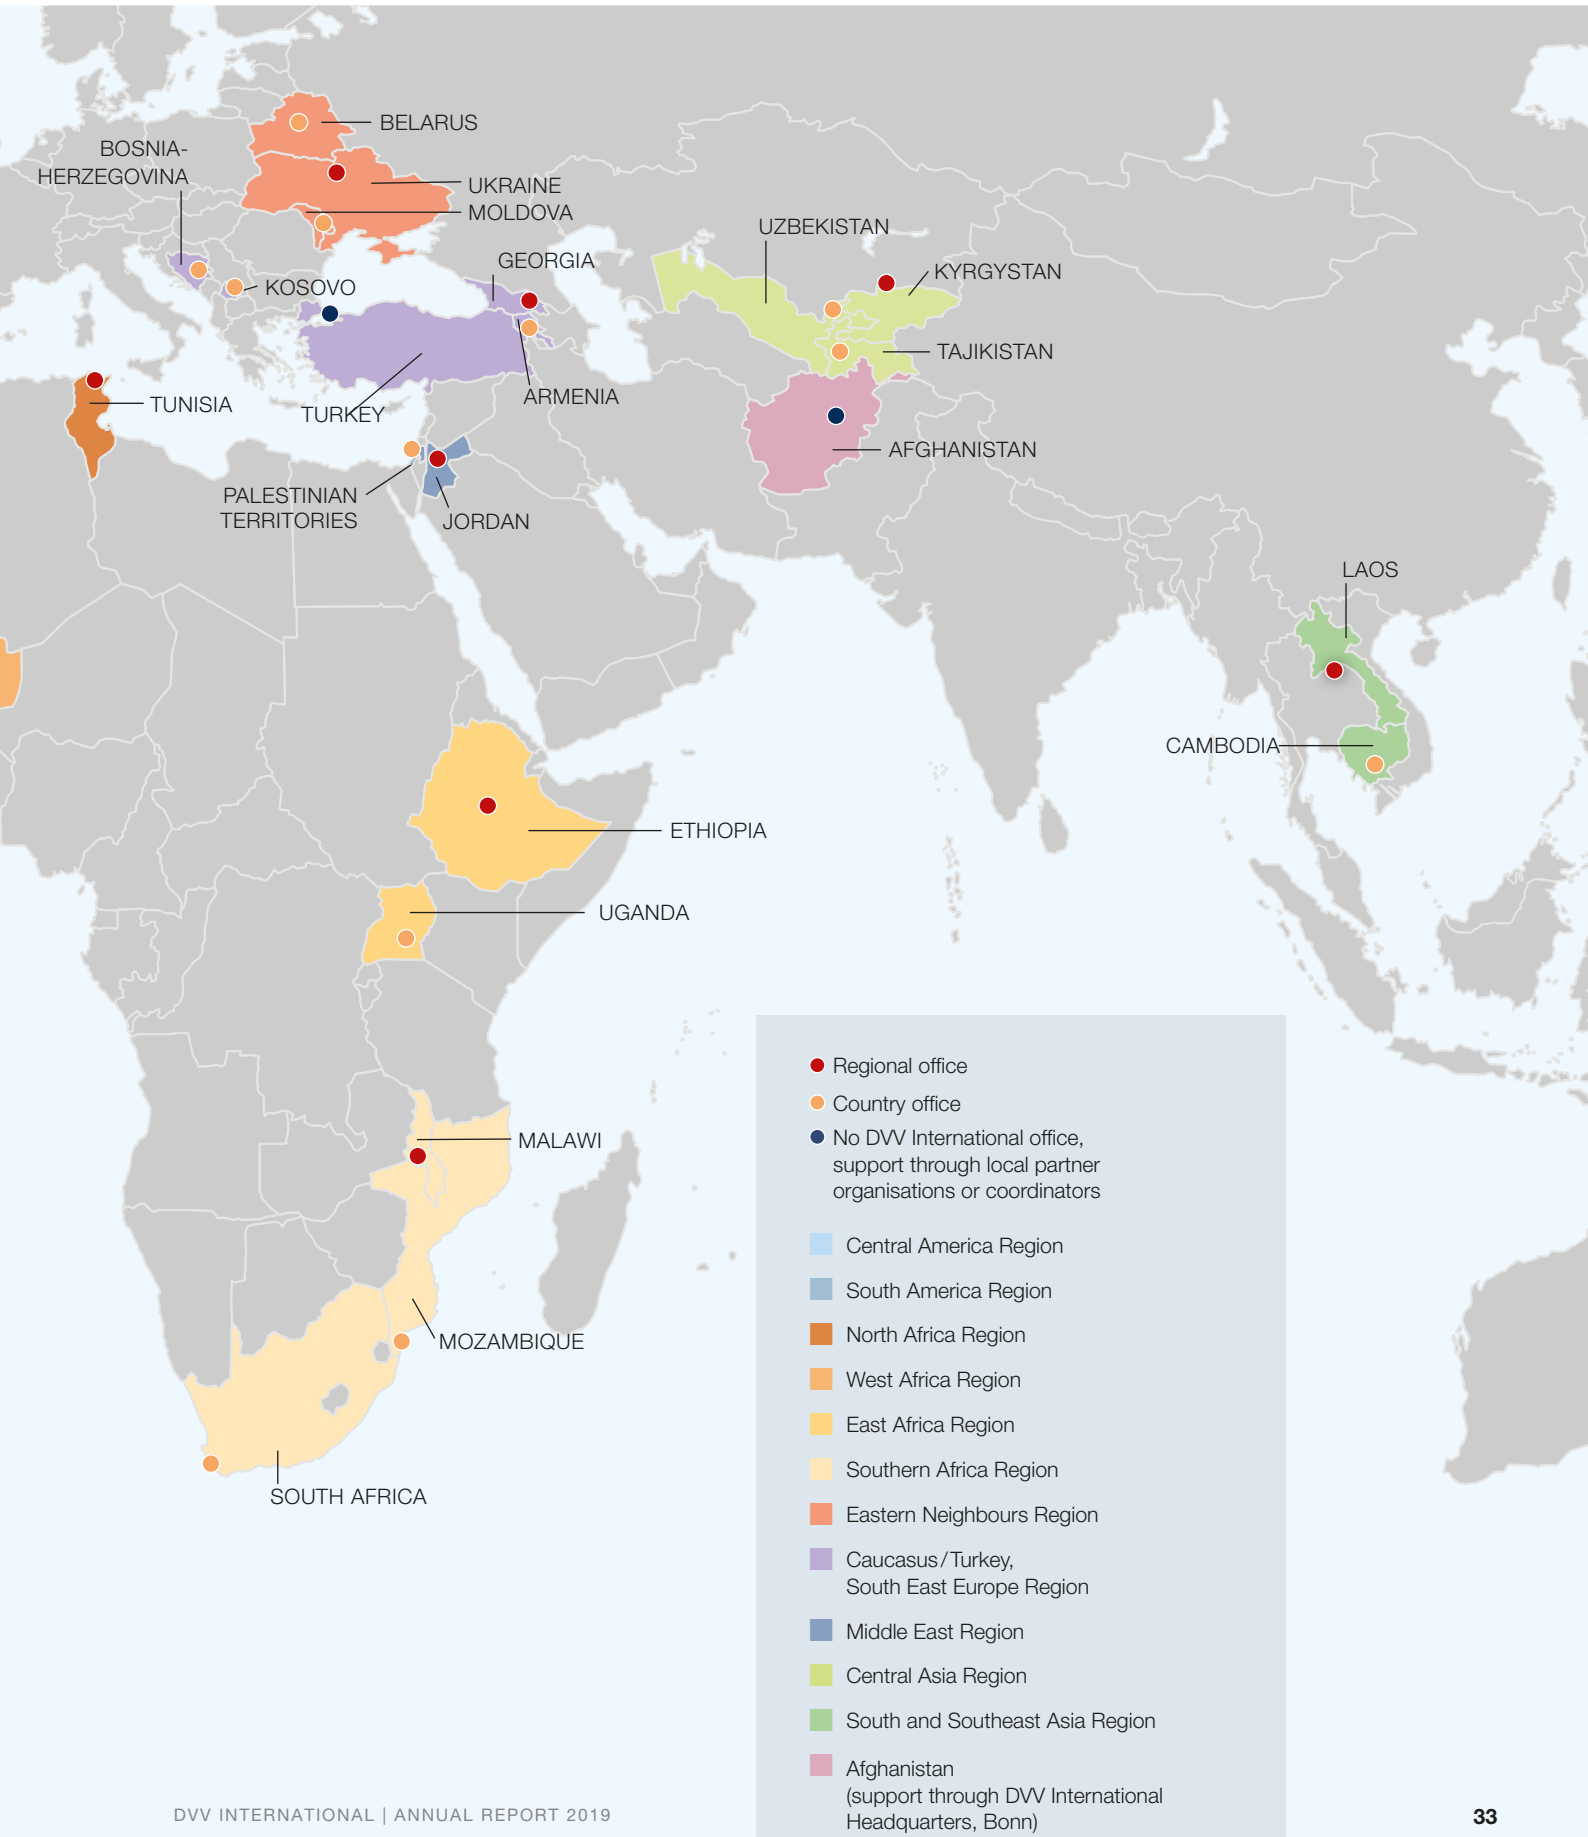 BELARUS
BOSNIA-
HERZEGOVINA
UKRAINE
MOLDOVA
UZBEKISTAN
GEORGIA
KYRGYSTAN
KOSOVO
TAJIKISTAN
ARMENIA
TUNISIA
TURKEY
AFGHANISTAN
PALESTINIAN
TERRITORIES
JORDAN
LAOS
CAMBODIA
ETHIOPIA
UGANDA
MALAWI
MOZAMBIQUE
SOUTH AFRICA
Regional office
Country office
No DVV International office,
support through local partner
organisations or coordinators
Central America Region
South America Region
North Africa Region
West Africa Region
East Africa Region
Southern Africa Region
Eastern Neighbours Region
Caucasus/Turkey,
South East Europe Region
Middle East Region
Central Asia Region
South and Southeast Asia Region
Afghanistan
(support through DVV International
Headquarters, Bonn)
DVV INTERNATIONAL | ANNUAL REPORT 2019
33